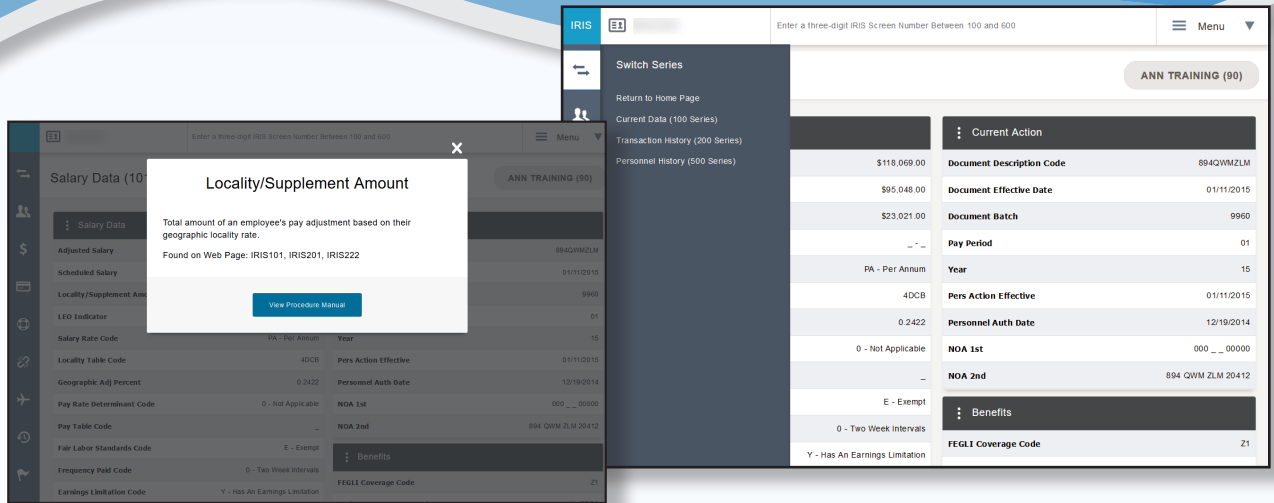 IRIS
Enter a three-digit IRIS Screen Number Between 100 and 600
Menu
Switch Series
Return to Home Page
Current Data (100 Series)
Transaction History (200 Series)
Personnel History (500 Series)
ANN TRAINING (90)
$118,069.00
$95,048.00
$23,021.00
_ - _
PA - Per Annum
4DCB
0.2422
0 - Not Applicable
_
E - Exempt
0 - Two Week Intervals
Y - Has An Earnings Limitation
Current Action
Document Description Code 894QWMZLM
Document Effective Date 01/11/2015
Document Batch 9960
Pay Period 01
Year 15
Pers Action Effective 01/11/2015
Personnel Auth Date 12/19/2014
NOA 1st 000 _ _ 00000
NOA 2nd 894 QWM ZLM 20412
Benefits
FEGLI Coverage Code Z1
Enter a three-digit IRIS Screen Number Between 100 and 600
Menu
Salary Data (101
ANN TRAINING (90)
Locality/Supplement Amount
Total amount of an employee's pay adjustment based on their
geographic locality rate.
Found on Web Page: IRIS101, IRIS201, IRIS222
View Procedure Manual
Salary Data
Adjusted Salary
Scheduled Salary
Locality/Supplement Amo
LEO Indicator
Salary Rate Code PA - Per Annum
Locality Table Code 4DCB
Geographic Adj Percent 0.2422
Pay Rate Determinant Code 0 - Not Applicable
Pay Table Code _
Fair Labor Standards Code E - Exempt
Frequency Paid Code 0 - Two Week Intervals
Earnings Limitation Code Y - Has An Earnings Limitation
894QWMZLM
01/11/2015
9960
01
Year 15
Pers Action Effective 01/11/2015
Personnel Auth Date 12/19/2014
NOA 1st 000 _ _ 00000
NOA 2nd 894 QWM ZLM 20412
Benefits
FEGLI Coverage Code Z1